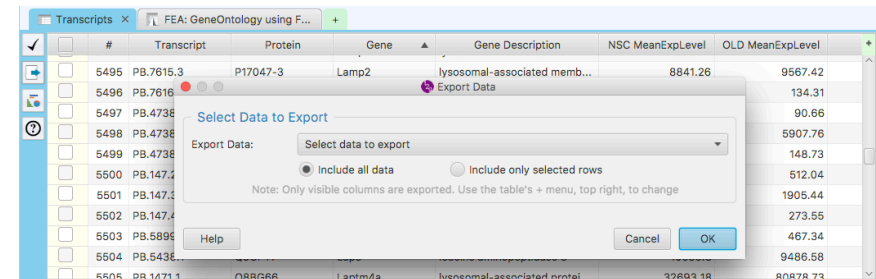 Transcripts × FEA: GeneOntology using F... +
# Transcript Protein Gene ▲ Gene Description NSC MeanExpLevel OLD MeanExpLevel +
5495 PB.7615.3 P17047-3 Lamp2 lysosomal-associated memb... 8841.26 9567.42
5496 PB.7616 134.31
Export Data
5497 PB.4738 90.66
Select Data to Export
5498 PB.4738 5907.76
Export Data: Select data to export
5499 PB.4738 148.73
5500 PB.147.2 512.04
Include all data Include only selected rows
5501 PB.147.3 1905.44
Note: Only visible columns are exported. Use the table's + menu, top right, to change
5502 PB.147.4 273.55
5503 PB.5899 467.34
Help Cancel OK
5504 PB.5438. 9486.58
5505 PB.1471.1 Q8BG66 Laptm4a lysosomal-associated protei... 32693.18 80878.73